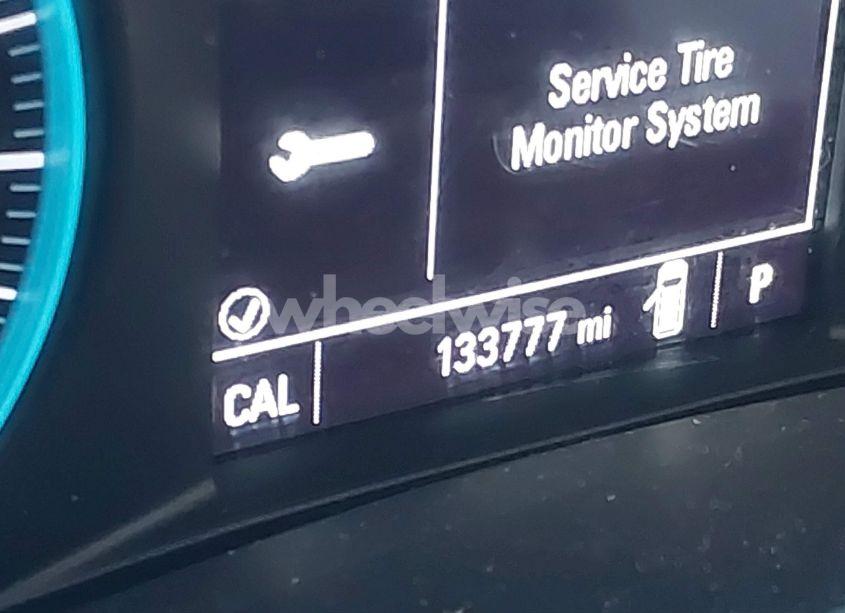 Service Tire
Monitor System
wheelwise
133777 mi
P
CAL